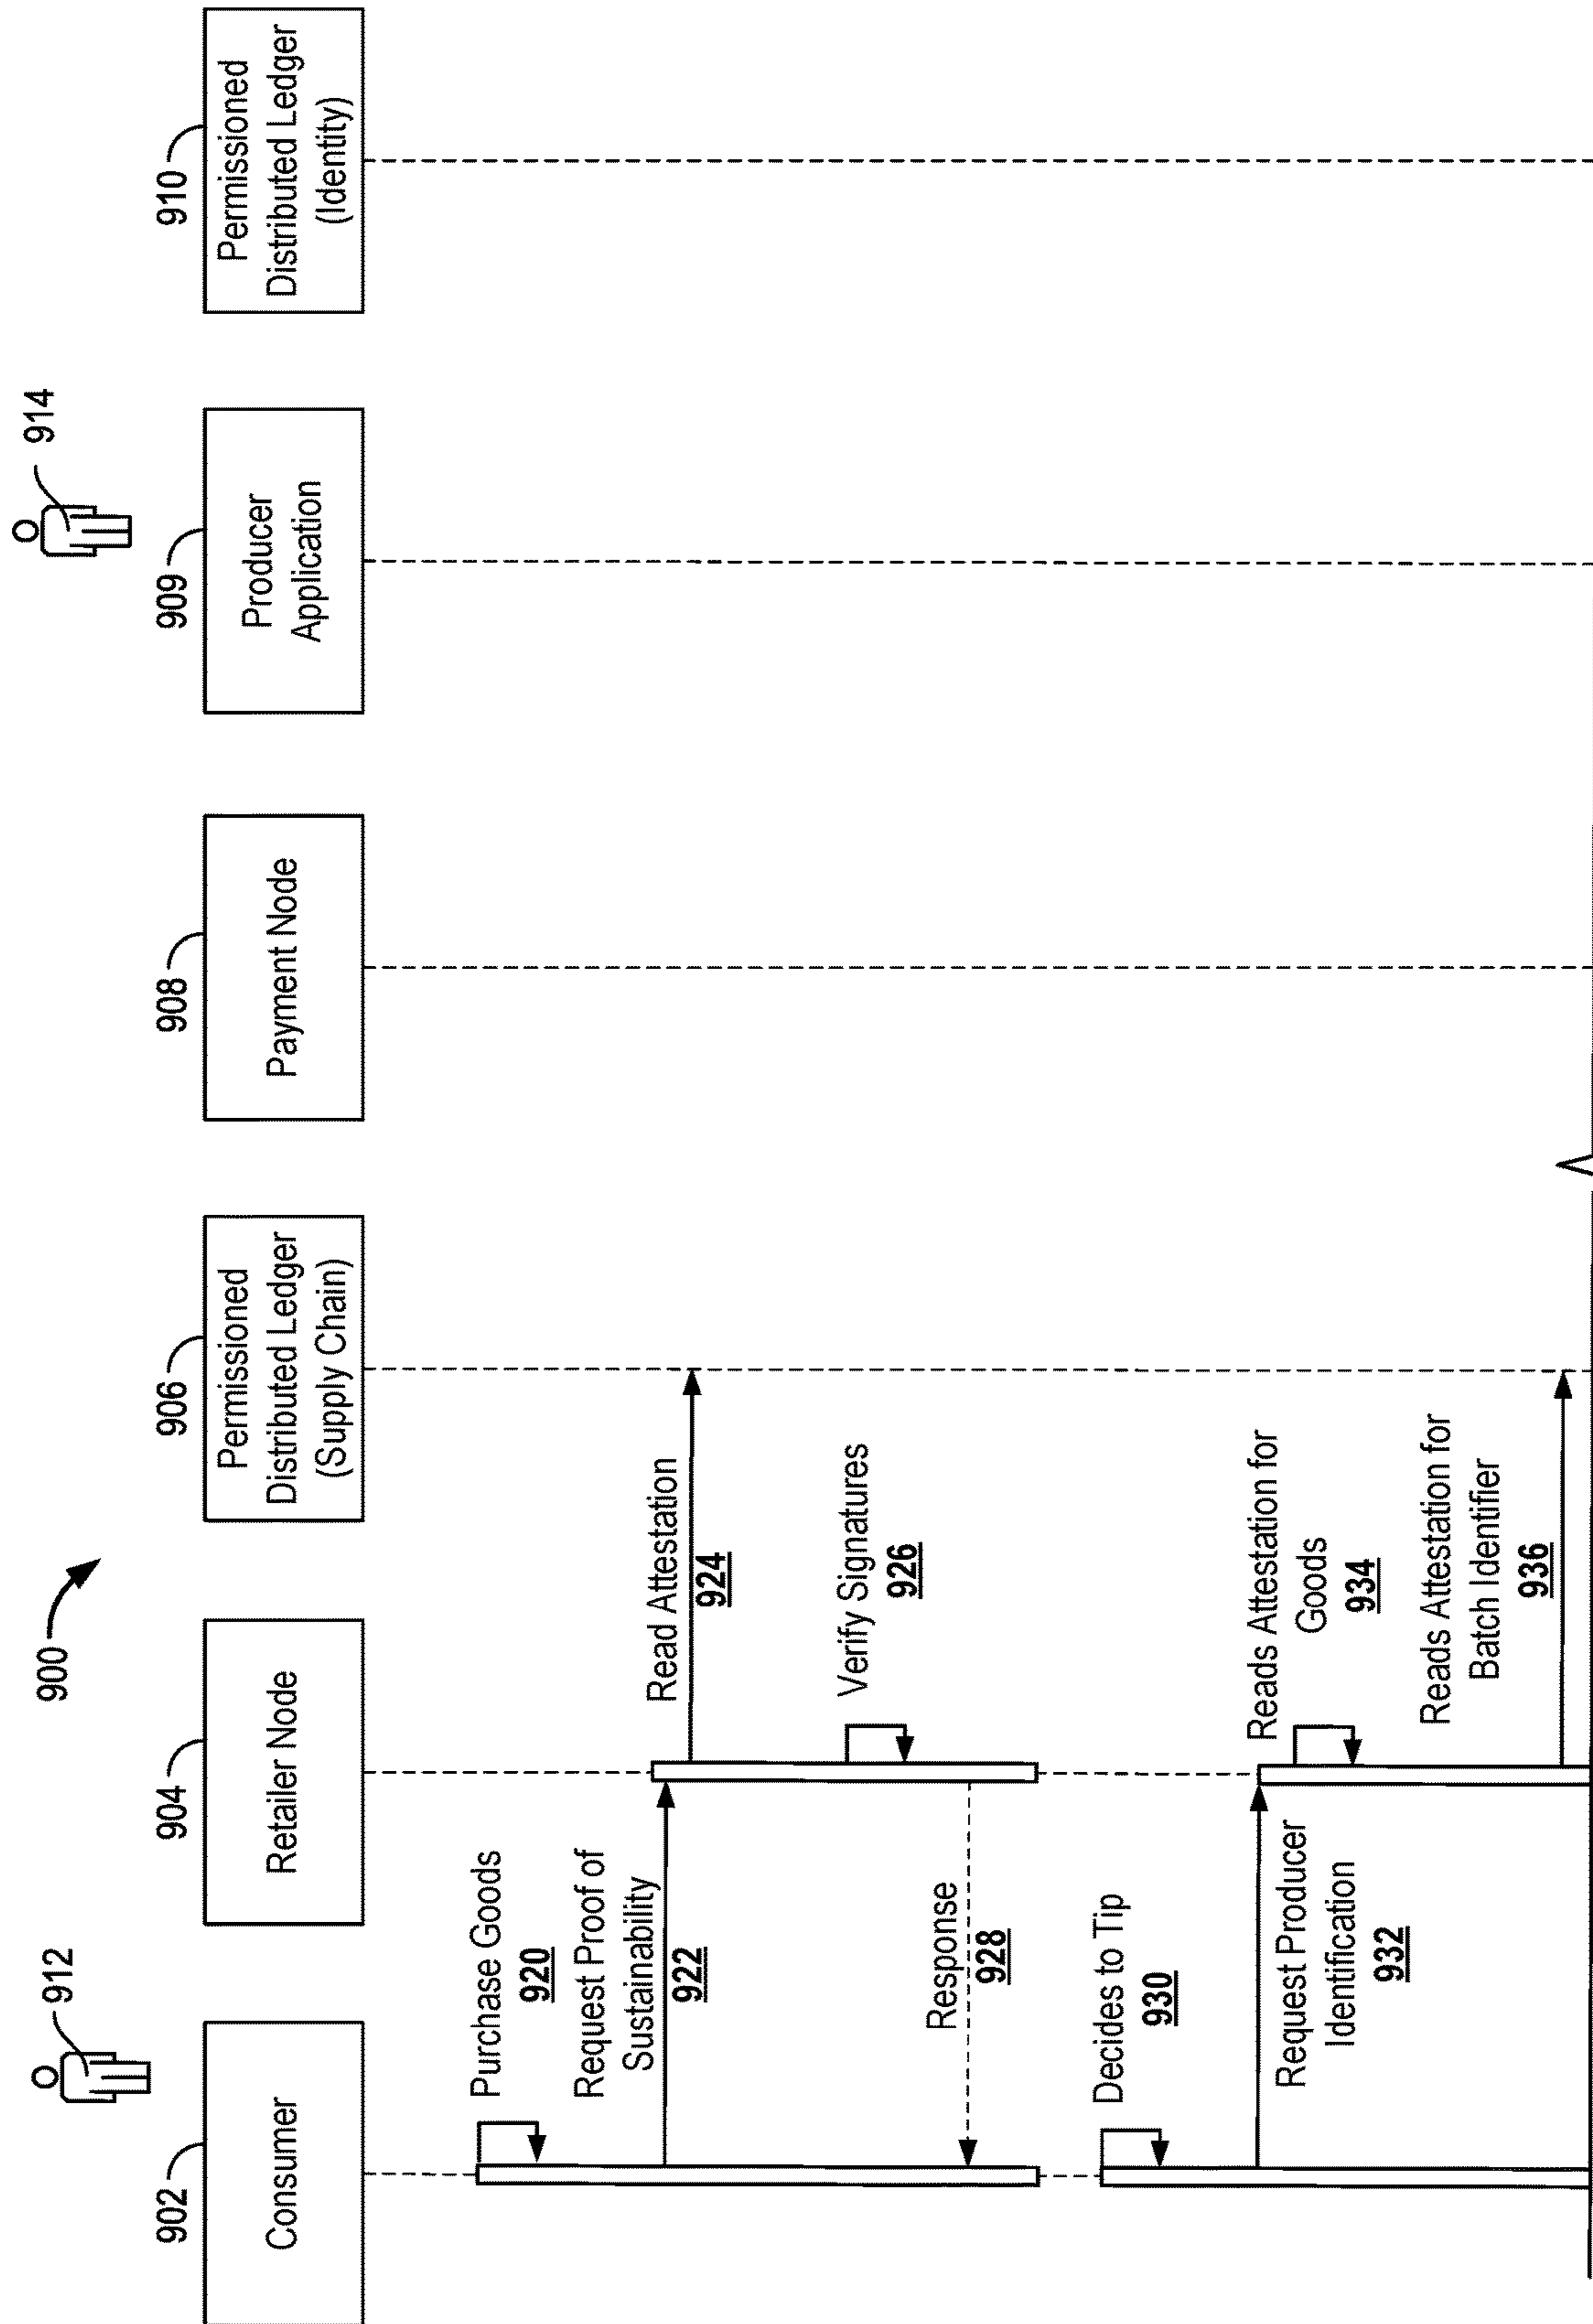 900
912
914
902
904
906
908
909
910
Consumer
Retailer Node
Permissioned
Distributed Ledger
(Supply Chain)
Payment Node
Producer
Application
Permissioned
Distributed Ledger
(Identity)
Purchase Goods
920
Request Proof of
Sustainability
922
Read Attestation
924
Verify Signatures
926
Response
928
Decides to Tip
930
Request Producer
Identification
932
Reads Attestation for
Goods
934
Reads Attestation for
Batch Identifier
936